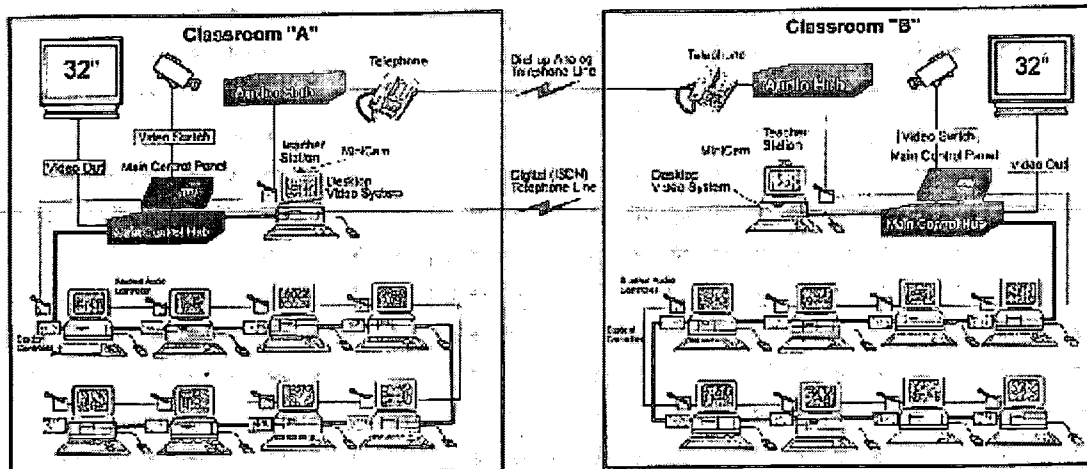 Classroom "A"
32"
Telephone
Audio Hub
Video Switch
Video Out
Main Control Panel
Teacher
Station
MiniCam
Desktop
Video System
Main Control Hub
Student Audio
Controller
Dial up Analog
Telephone Line
Digital (ISDN)
Telephone Line
Classroom "B"
Telephone
Audio Hub
32"
Teacher
Station
MiniCam
Video Switch
Main Control Panel
Video Out
Desktop
Video System
Main Control Hub
Student Audio
Controller